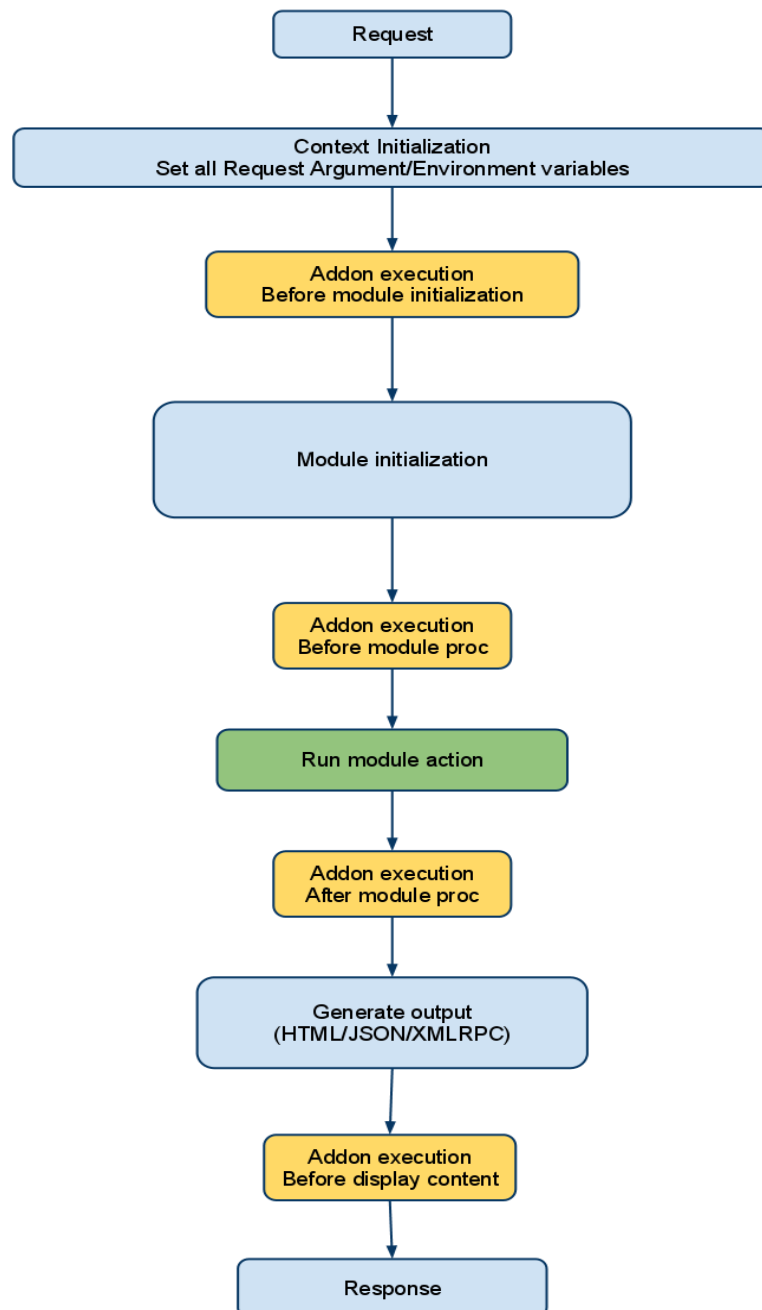 Request
Context Initialization
Set all Request Argument/Environment variables
Addon execution
Before module initialization
Module initialization
Addon execution
Before module proc
Run module action
Addon execution
After module proc
Generate output
(HTML/JSON/XMLRPC)
Addon execution
Before display content
Response